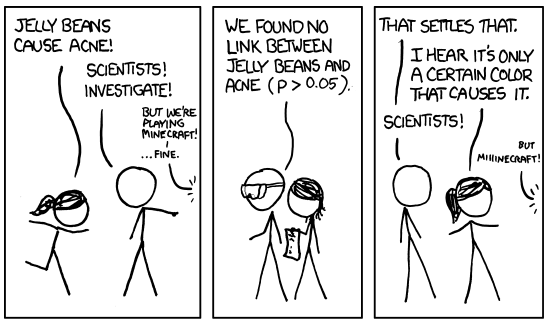 JELLY BEANS
CAUSE ACNE!
SCIENTISTS!
INVESTIGATE!
BUT WE'RE
PLAYING
MINECRAFT!
...FINE.
WE FOUND NO
LINK BETWEEN
JELLY BEANS AND
ACNE (P > 0.05).
THAT SETTLES THAT.
I HEAR IT'S ONLY
A CERTAIN COLOR
THAT CAUSES IT.
SCIENTISTS!
BUT
MIIINECRAFT!